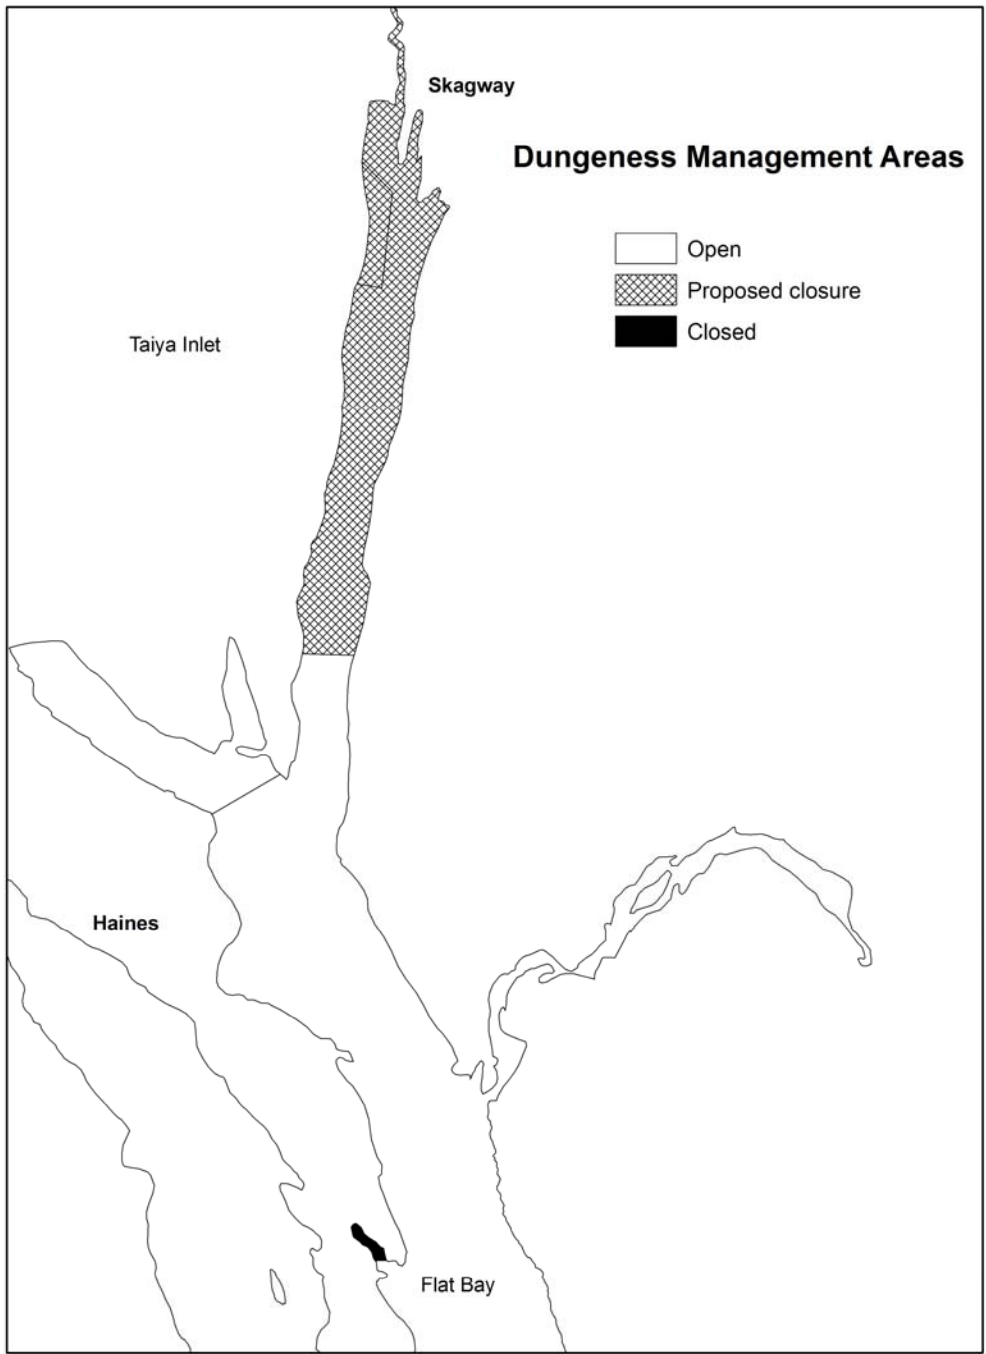 Skagway
Dungeness Management Areas
Open
Proposed closure
Closed
Taiya Inlet
Haines
Flat Bay